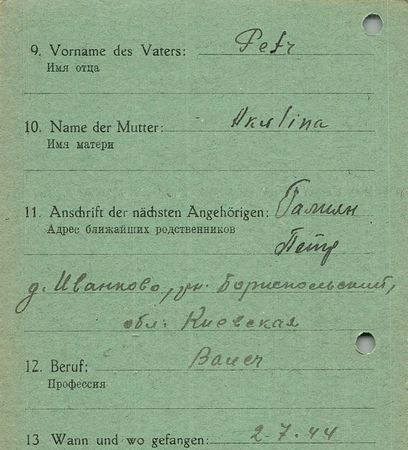 9. Vorname des Vaters: Petr
Имя отца
10. Name der Mutter: Akulina
Имя матери
11. Anschrift der nächsten Angehörigen:
Адрес ближайших родственников
Петр
д. Иванково, рн. Бориспольский,
обл. Киевская
12. Beruf: Bauer
Профессия
13 Wann und wo gefangen: 2.7.44